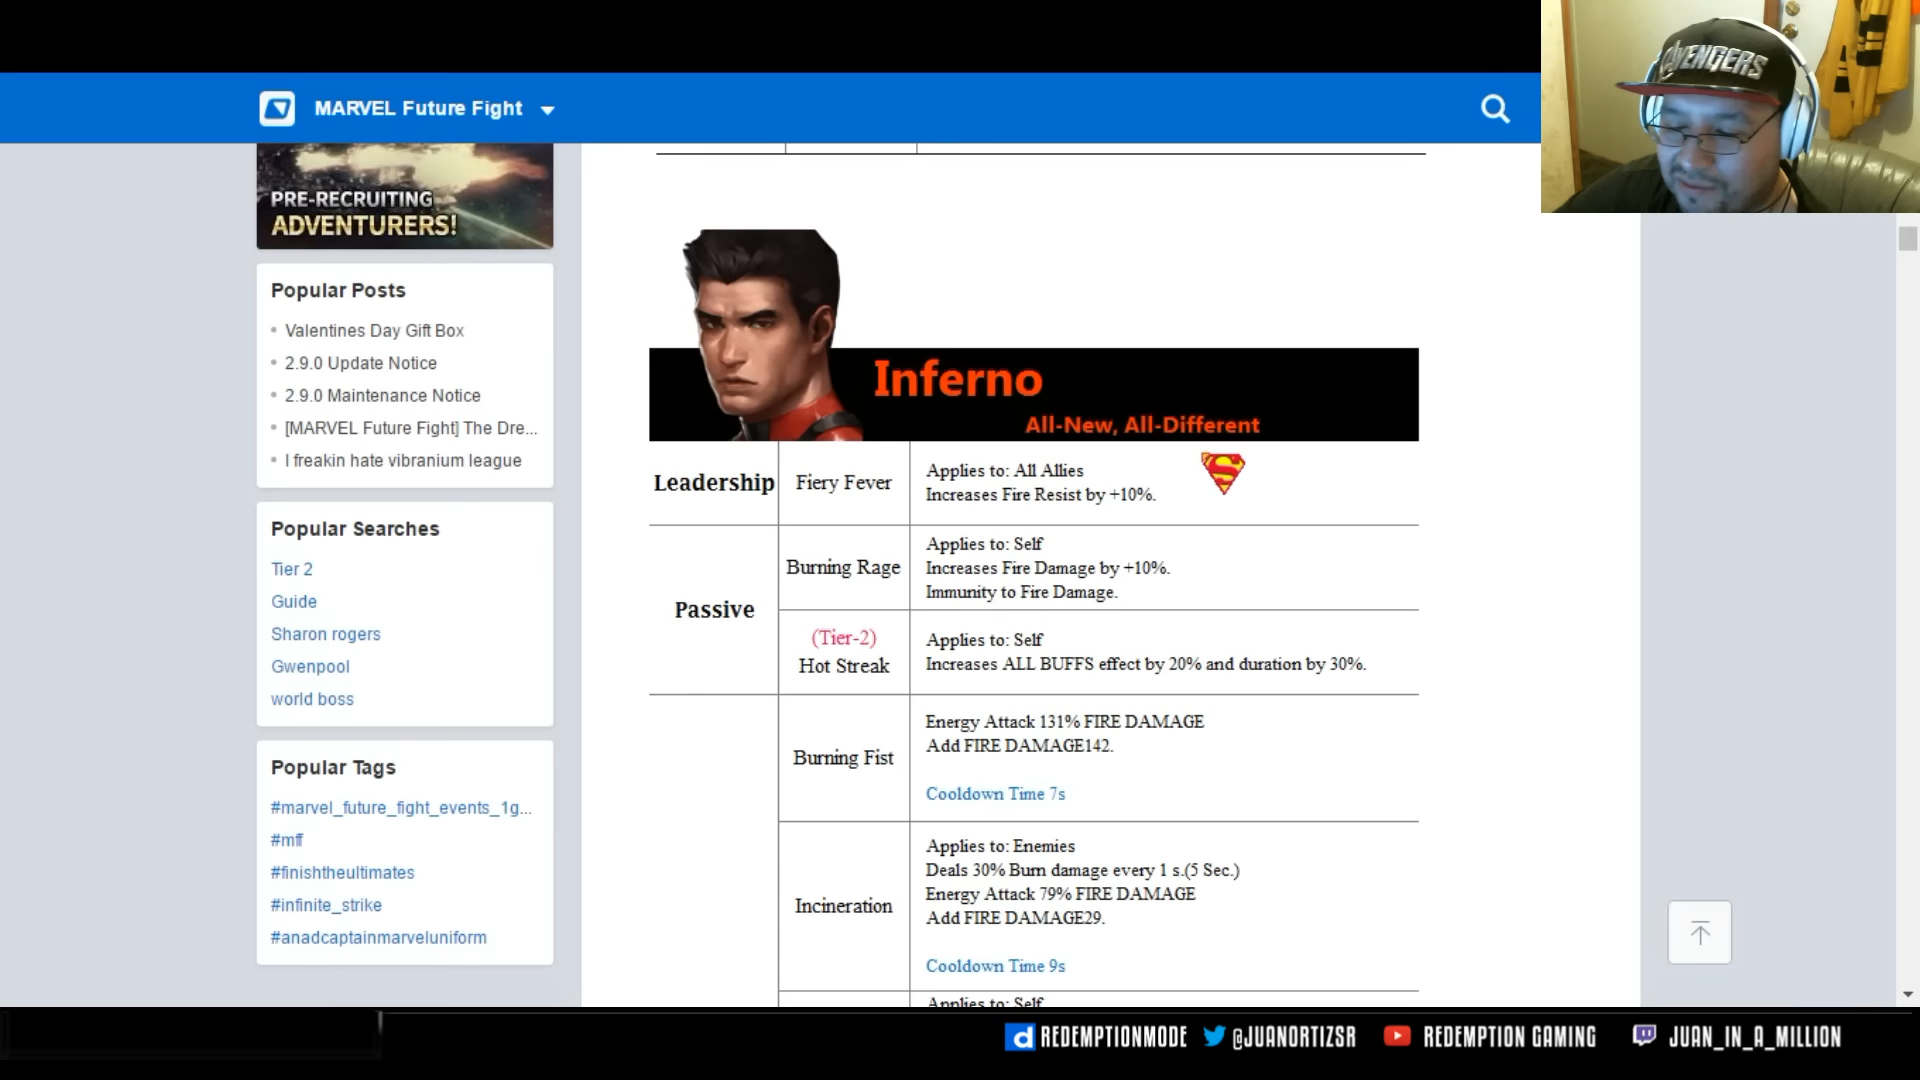 MARVEL Future Fight
AVENGERS
PRE-RECRUITING
ADVENTURERS!
Popular Posts
Valentines Day Gift Box
2.9.0 Update Notice
2.9.0 Maintenance Notice
[MARVEL Future Fight] The Dre...
I freakin hate vibranium league
Popular Searches
Tier 2
Guide
Sharon rogers
Gwenpool
world boss
Popular Tags
#marvel_future_fight_events_1g...
#mff
#finishtheultimates
#infinite_strike
#anadcaptainmarveluniform
Inferno
All-New, All-Different
Leadership
Fiery Fever
Applies to: All Allies
Increases Fire Resist by +10%.
S
Passive
Burning Rage
Applies to: Self
Increases Fire Damage by +10%.
Immunity to Fire Damage.
(Tier-2)
Hot Streak
Applies to: Self
Increases ALL BUFFS effect by 20% and duration by 30%.
Burning Fist
Energy Attack 131% FIRE DAMAGE
Add FIRE DAMAGE142.
Cooldown Time 7s
Incineration
Applies to: Enemies
Deals 30% Burn damage every 1 s.(5 Sec.)
Energy Attack 79% FIRE DAMAGE
Add FIRE DAMAGE29.
Cooldown Time 9s
Applies to: Self
d REDEMPTIONMODE @JUANORTIZSR REDEMPTION GAMING JUAN_IN_A_MILLION